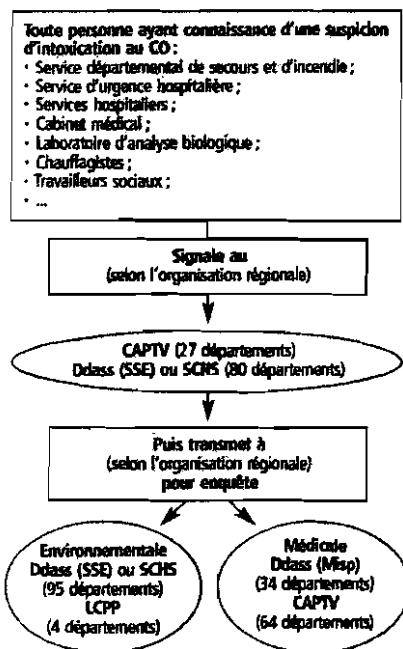 Toute personne ayant connaissance d'une suspicion
d'intoxication au CO :
· Service départemental de secours et d'incendie ;
· Service d'urgence hospitalière ;
· Services hospitaliers ;
· Cabinet médical ;
· Laboratoire d'analyse biologique ;
· Chauffagistes ;
· Travailleurs sociaux ;
· ...
Signale au
(selon l'organisation régionale)
CAPTV (27 départements)
Ddass (SSE) ou SCHS (80 départements)
Puis transmet à
(selon l'organisation régionale)
pour enquête
Environnementale
Ddass (SSE) ou SCHS
(95 départements)
LCPP
(4 départements)
Médicale
Ddass (Misp)
(34 départements)
CAPTV
(64 départements)